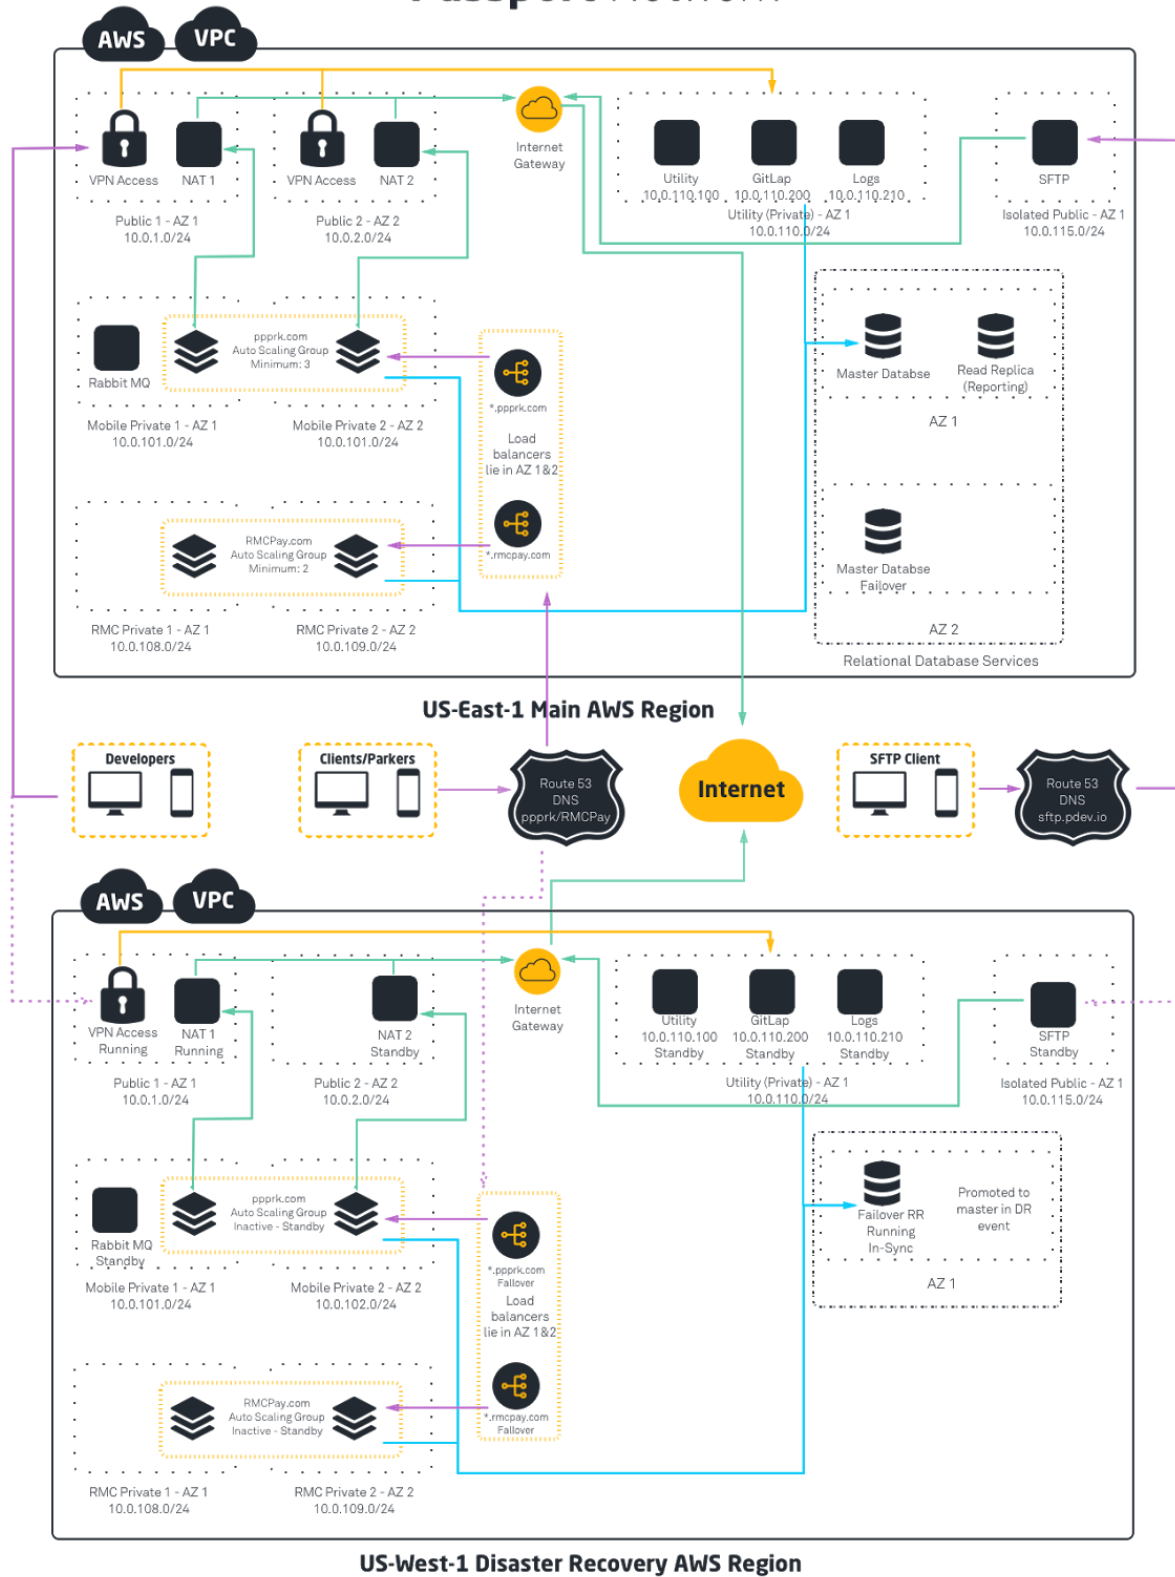 AWS
VPC
VPN Access
NAT 1
VPN Access
NAT 2
Internet
Gateway
Utility
10.0.110.100
GitLap
10.0.110.200
Logs
10.0.110.210
SFTP
Public 1 - AZ 1
10.0.1.0/24
Public 2 - AZ 2
10.0.2.0/24
Utility (Private) - AZ 1
10.0.110.0/24
Isolated Public - AZ 1
10.0.115.0/24
Rabbit MQ
ppprk.com
Auto Scaling Group
Minimum: 3
*.ppprk.com
Load
balancers
lie in AZ 1&2
*.rmcpay.com
Mobile Private 1 - AZ 1
10.0.101.0/24
Mobile Private 2 - AZ 2
10.0.101.0/24
Master Databse
Read Replica
(Reporting)
AZ 1
Master Databse
Failover
AZ 2
Relational Database Services
RMCPay.com
Auto Scaling Group
Minimum: 2
RMC Private 1 - AZ 1
10.0.108.0/24
RMC Private 2 - AZ 2
10.0.109.0/24
US-East-1 Main AWS Region
Developers
Clients/Parkers
Route 53
DNS
ppprk/RMCPay
Internet
SFTP Client
Route 53
DNS
sftp.pdev.io
AWS
VPC
VPN Access
Running
NAT 1
Running
NAT 2
Standby
Internet
Gateway
Utility
10.0.110.100
Standby
GitLap
10.0.110.200
Standby
Logs
10.0.110.210
Standby
SFTP
Standby
Public 1 - AZ 1
10.0.1.0/24
Public 2 - AZ 2
10.0.2.0/24
Utility (Private) - AZ 1
10.0.110.0/24
Isolated Public - AZ 1
10.0.115.0/24
Rabbit MQ
Standby
ppprk.com
Auto Scaling Group
Inactive - Standby
*.ppprk.com
Fallover
Load
balancers
lie in AZ 1&2
*.rmcpay.com
Fallover
Mobile Private 1 - AZ 1
10.0.101.0/24
Mobile Private 2 - AZ 2
10.0.102.0/24
Failover RR
Running
In-Sync
Promoted to
master in DR
event
AZ 1
RMCPay.com
Auto Scaling Group
Inactive - Standby
RMC Private 1 - AZ 1
10.0.108.0/24
RMC Private 2 - AZ 2
10.0.109.0/24
US-West-1 Disaster Recovery AWS Region